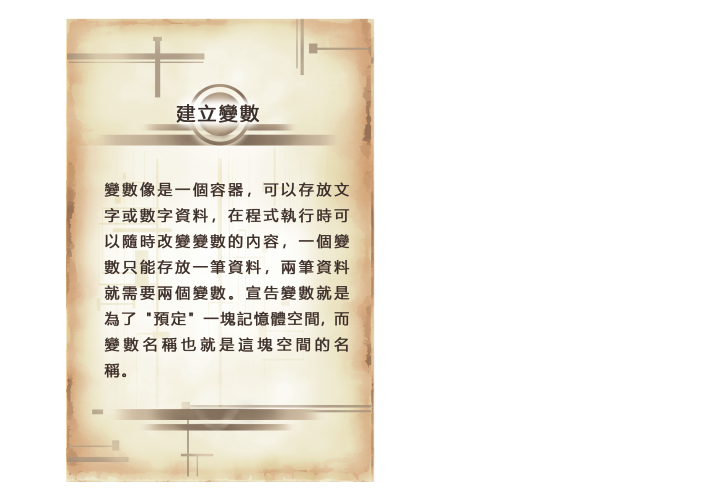 建立變數
變數像是一個容器，可以存放文
字或數字資料，在程式執行時可
以隨時改變變數的內容，一個變
數只能存放一筆資料，兩筆資料
就需要兩個變數。宣告變數就是
為了 "預定" 一塊記憶體空間, 而
變數名稱也就是這塊空間的名
稱。